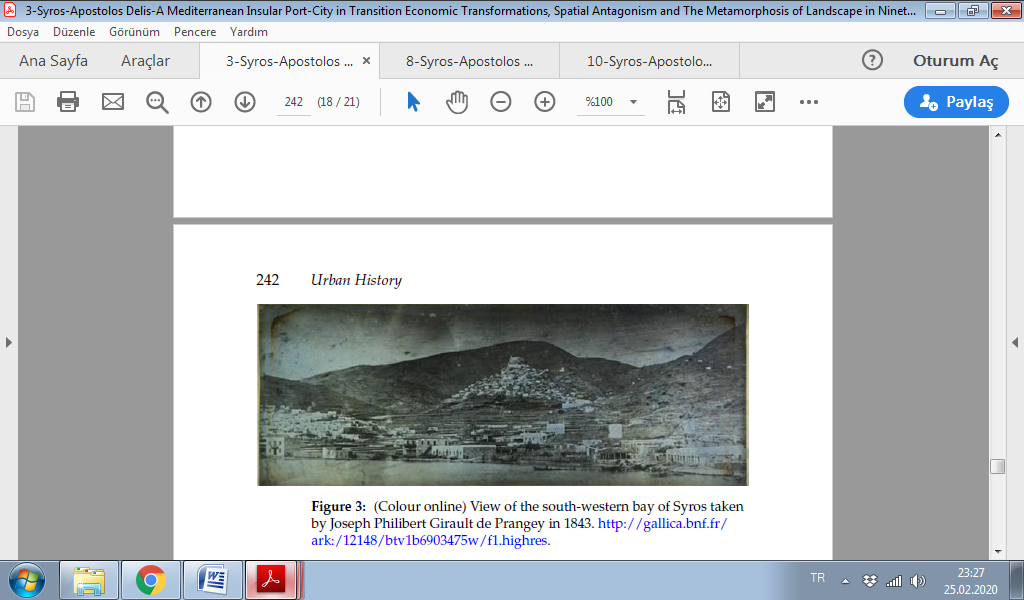 3-Syros-Apostolos Delis-A Mediterranean Insular Port-City in Transition Economic Transformations, Spatial Antagonism and The Metamorphosis of Landscape in Ninet...
Dosya Düzenle Görünüm Pencere Yardım
Ana Sayfa Araçlar 3-Syros-Apostolos ... × 8-Syros-Apostolos ... 10-Syros-Apostolo... ? Oturum Aç
242 (18 / 21) %100 Paylaş
242 Urban History
Figure 3: (Colour online) View of the south-western bay of Syros taken
by Joseph Philibert Girault de Prangey in 1843. http://gallica.bnf.fr/
ark:/12148/btv1b6903475w/f1.highres.
TR 23:27
25.02.2020